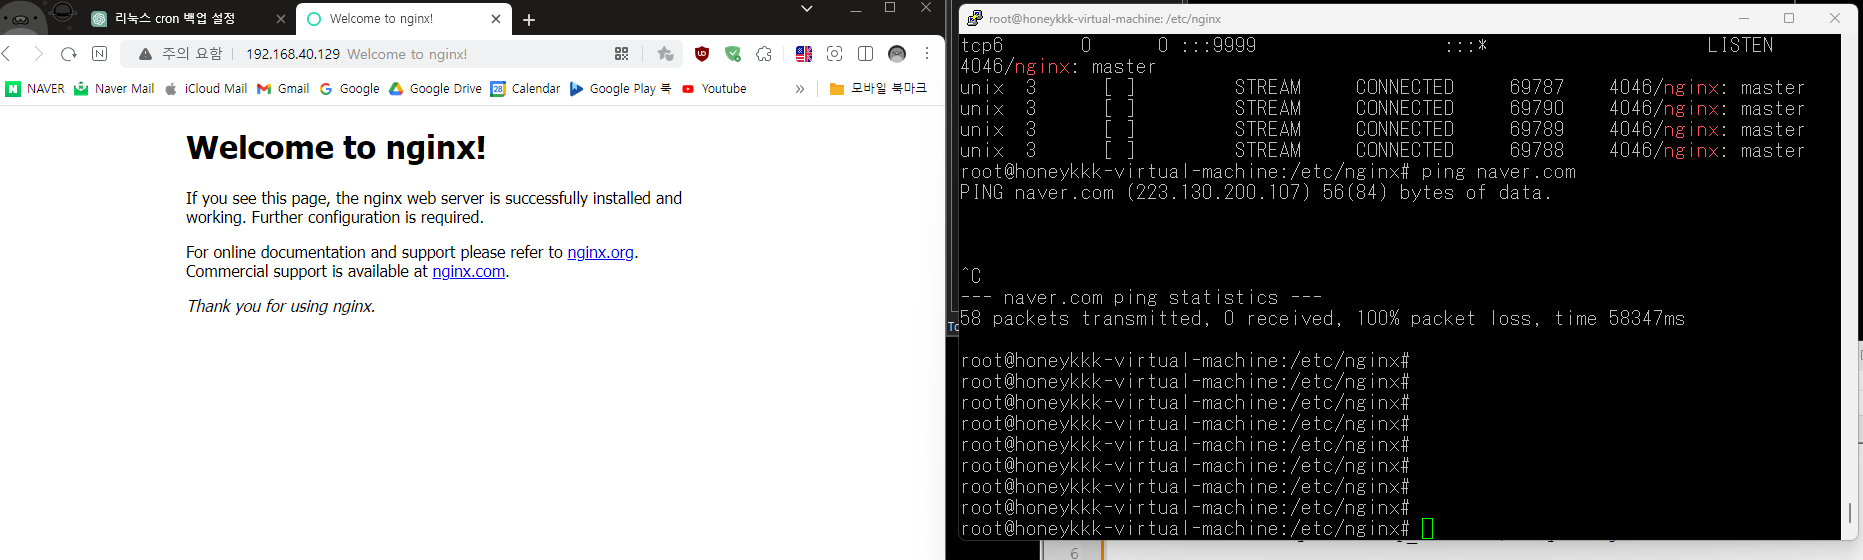 리눅스 cron 백업 설정
Welcome to nginx!
주의 요함
192.168.40.129 Welcome to nginx!
NAVER
Naver Mail
iCloud Mail
Gmail
Google
Google Drive
28 Calendar
Google Play 북
Youtube
»
모바일 북마크
Welcome to nginx!
If you see this page, the nginx web server is successfully installed and
working. Further configuration is required.
For online documentation and support please refer to nginx.org.
Commercial support is available at nginx.com.
Thank you for using nginx.
root@honeykkk-virtual-machine: /etc/nginx
tcp6 0 0 :::9999 :::* LISTEN
4046/nginx: master
unix 3 [ ] STREAM CONNECTED 69787 4046/nginx: master
unix 3 [ ] STREAM CONNECTED 69790 4046/nginx: master
unix 3 [ ] STREAM CONNECTED 69789 4046/nginx: master
unix 3 [ ] STREAM CONNECTED 69788 4046/nginx: master
root@honeykkk-virtual-machine:/etc/nginx# ping naver.com
PING naver.com (223.130.200.107) 56(84) bytes of data.
^C
--- naver.com ping statistics ---
58 packets transmitted, 0 received, 100% packet loss, time 58347ms
root@honeykkk-virtual-machine:/etc/nginx#
root@honeykkk-virtual-machine:/etc/nginx#
root@honeykkk-virtual-machine:/etc/nginx#
root@honeykkk-virtual-machine:/etc/nginx#
root@honeykkk-virtual-machine:/etc/nginx#
root@honeykkk-virtual-machine:/etc/nginx#
root@honeykkk-virtual-machine:/etc/nginx#
root@honeykkk-virtual-machine:/etc/nginx#
root@honeykkk-virtual-machine:/etc/nginx#
6